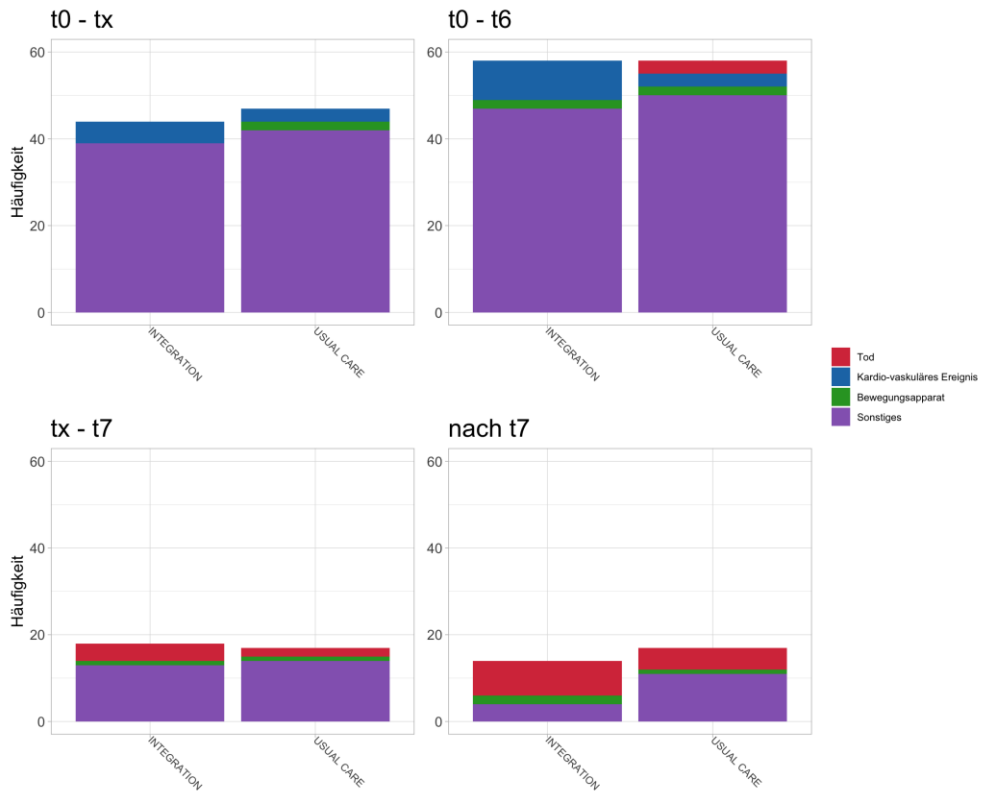 t0 - tx
Häufigkeit
60
40
20
0
INTEGRATION
USUAL CARE
t0 - t6
60
40
20
0
INTEGRATION
USUAL CARE
Tod
Kardio-vaskuläres Ereignis
Bewegungsapparat
Sonstiges
tx - t7
Häufigkeit
60
40
20
0
INTEGRATION
USUAL CARE
nach t7
60
40
20
0
INTEGRATION
USUAL CARE